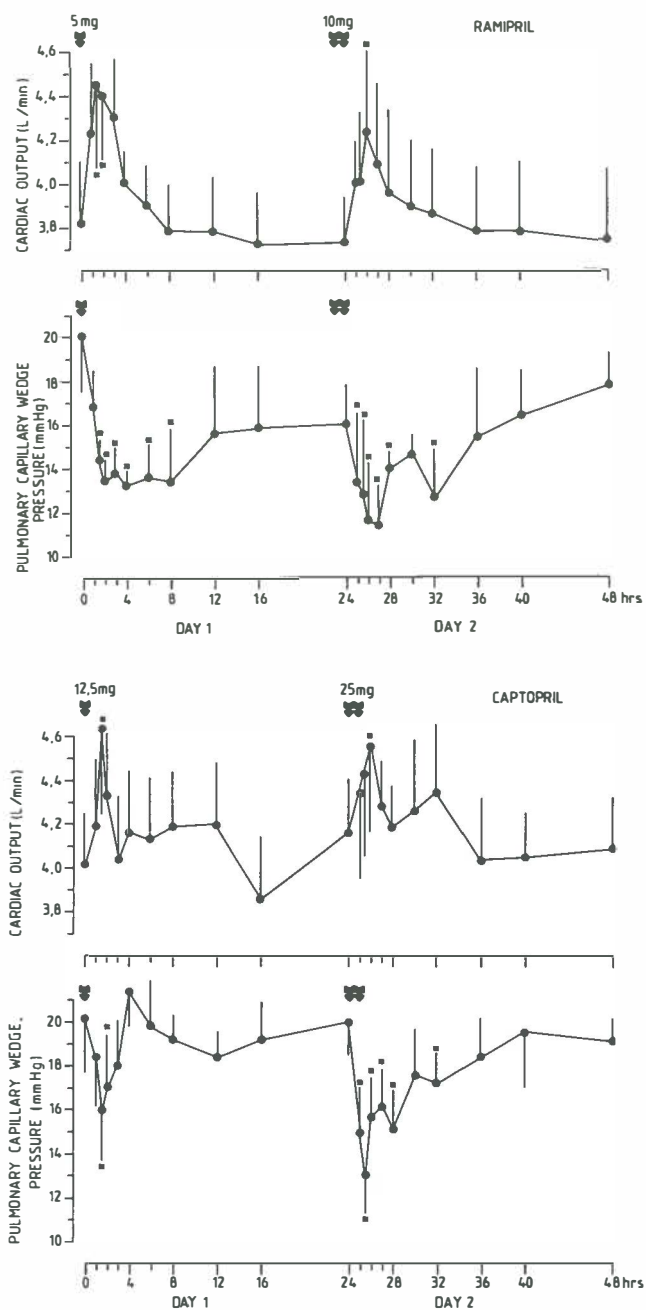 5mg
10mg
RAMIPRIL
CARDIAC OUTPUT (L/min)
4,6
4,4
4,2
4,0
3,8
PULMONARY CAPILLARY WEDGE
PRESSURE (mmHg)
20
18
16
14
12
10
0 4 8 12 16 24 28 32 36 40 48 hrs
DAY 1 DAY 2
12,5mg
25mg
CAPTOPRIL
CARDIAC OUTPUT (L/min)
4,6
4,4
4,2
4,0
3,8
PULMONARY CAPILLARY WEDGE.
PRESSURE (mmHg)
20
18
16
14
12
10
0 4 8 12 16 24 28 32 36 40 48 hrs
DAY 1 DAY 2